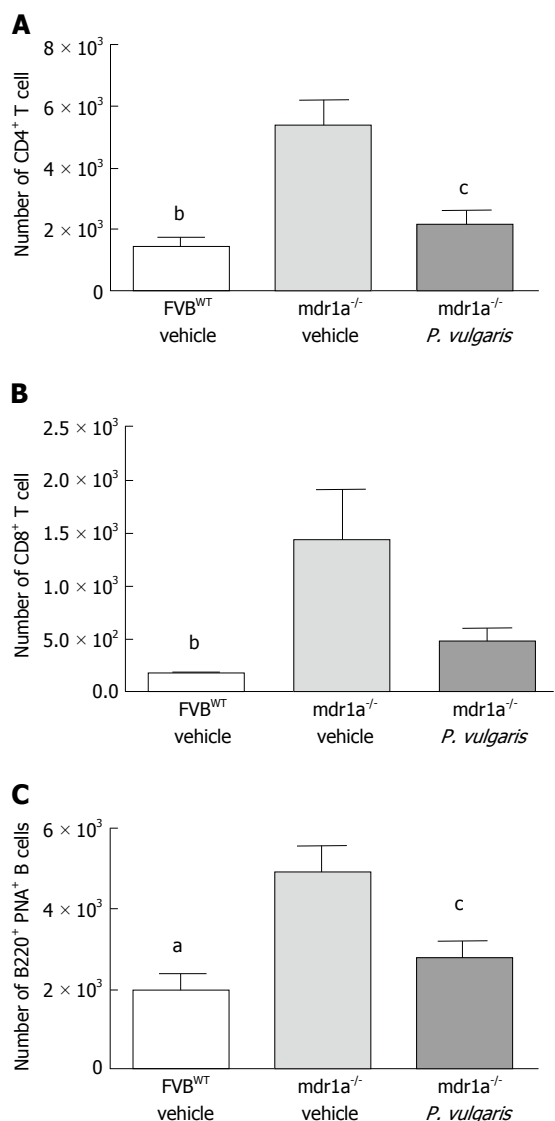 A
Number of CD4⁺ T cell
8 × 10³
6 × 10³
4 × 10³
2 × 10³
0
b
c
FVBᵂᵀ
vehicle
mdr1a⁻/⁻
vehicle
mdr1a⁻/⁻
P. vulgaris
B
Number of CD8⁺ T cell
2.5 × 10³
2.0 × 10³
1.5 × 10³
1.0 × 10³
5.0 × 10²
0.0
b
FVBᵂᵀ
vehicle
mdr1a⁻/⁻
vehicle
mdr1a⁻/⁻
P. vulgaris
C
Number of B220⁺ PNA⁺ B cells
6 × 10³
4 × 10³
2 × 10³
0
a
c
FVBᵂᵀ
vehicle
mdr1a⁻/⁻
vehicle
mdr1a⁻/⁻
P. vulgaris